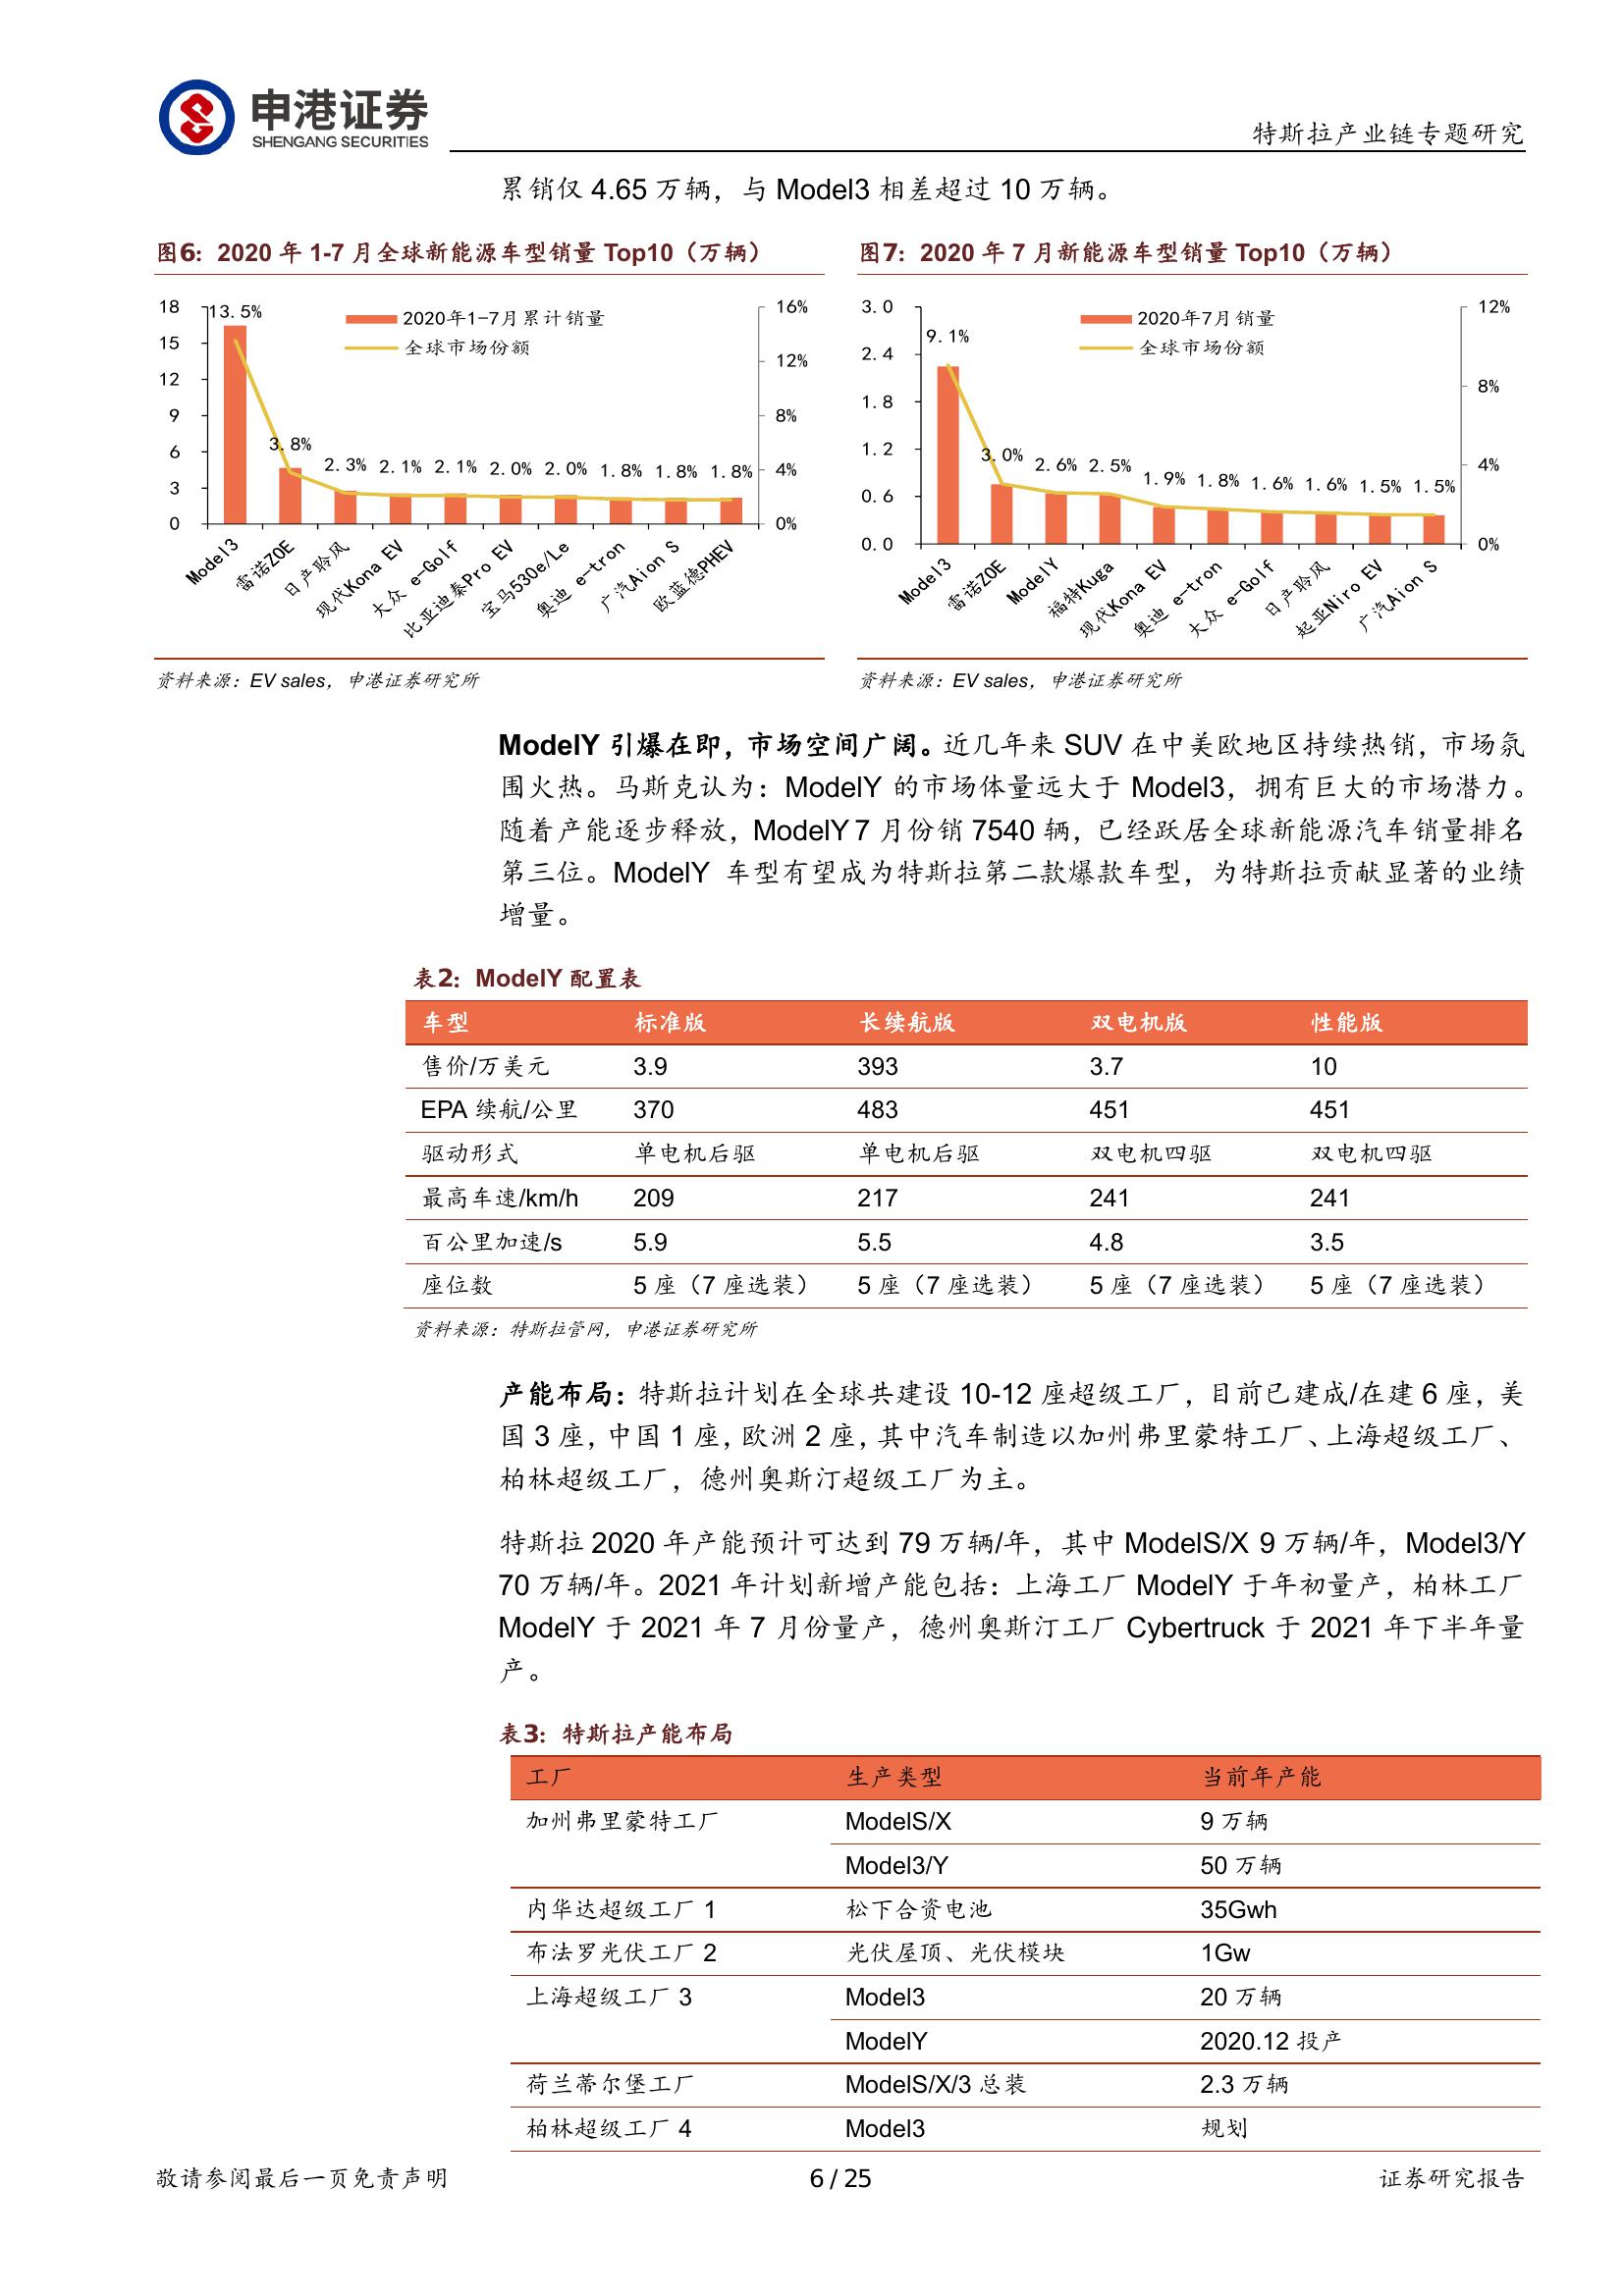 申港证券
SHENGANG SECURITIES
特斯拉产业链专题研究
累销仅 4.65 万辆，与 Model3 相差超过 10 万辆。
图6：2020 年 1-7 月全球新能源车型销量 Top10（万辆）
18
15
12
9
6
3
0
16%
12%
8%
4%
0%
2020年1-7月累计销量
全球市场份额
13.5%
3.8%
2.3%
2.1%
2.1%
2.0%
2.0%
1.8%
1.8%
1.8%
Model3
雷诺ZOE
日产聆风
现代Kona EV
大众 e-Golf
比亚迪秦Pro EV
宝马530e/Le
奥迪 e-tron
广汽Aion S
欧蓝德PHEV
资料来源：EV sales，申港证券研究所
图7：2020 年 7 月新能源车型销量 Top10（万辆）
3.0
2.4
1.8
1.2
0.6
0.0
12%
8%
4%
0%
2020年7月销量
全球市场份额
9.1%
3.0%
2.6%
2.5%
1.9%
1.8%
1.6%
1.6%
1.5%
1.5%
Model3
雷诺ZOE
ModelY
福特Kuga
现代Kona EV
奥迪 e-tron
大众 e-Golf
日产聆风
起亚Niro EV
广汽Aion S
资料来源：EV sales，申港证券研究所
ModelY 引爆在即，市场空间广阔。近几年来 SUV 在中美欧地区持续热销，市场氛
围火热。马斯克认为：ModelY 的市场体量远大于 Model3，拥有巨大的市场潜力。
随着产能逐步释放，ModelY 7 月份销 7540 辆，已经跃居全球新能源汽车销量排名
第三位。ModelY 车型有望成为特斯拉第二款爆款车型，为特斯拉贡献显著的业绩
增量。
表2：ModelY 配置表
车型 标准版 长续航版 双电机版 性能版
售价/万美元 3.9 393 3.7 10
EPA 续航/公里 370 483 451 451
驱动形式 单电机后驱 单电机后驱 双电机四驱 双电机四驱
最高车速/km/h 209 217 241 241
百公里加速/s 5.9 5.5 4.8 3.5
座位数 5 座（7 座选装） 5 座（7 座选装） 5 座（7 座选装） 5 座（7 座选装）
资料来源：特斯拉管网，申港证券研究所
产能布局：特斯拉计划在全球共建设 10-12 座超级工厂，目前已建成/在建 6 座，美
国 3 座，中国 1 座，欧洲 2 座，其中汽车制造以加州弗里蒙特工厂、上海超级工厂、
柏林超级工厂，德州奥斯汀超级工厂为主。
特斯拉 2020 年产能预计可达到 79 万辆/年，其中 ModelS/X 9 万辆/年，Model3/Y
70 万辆/年。2021 年计划新增产能包括：上海工厂 ModelY 于年初量产，柏林工厂
ModelY 于 2021 年 7 月份量产，德州奥斯汀工厂 Cybertruck 于 2021 年下半年量
产。
表3：特斯拉产能布局
工厂 生产类型 当前年产能
加州弗里蒙特工厂 ModelS/X 9 万辆
Model3/Y 50 万辆
内华达超级工厂 1 松下合资电池 35Gwh
布法罗光伏工厂 2 光伏屋顶、光伏模块 1Gw
上海超级工厂 3 Model3 20 万辆
ModelY 2020.12 投产
荷兰蒂尔堡工厂 ModelS/X/3 总装 2.3 万辆
柏林超级工厂 4 Model3 规划
敬请参阅最后一页免责声明 6 / 25 证券研究报告